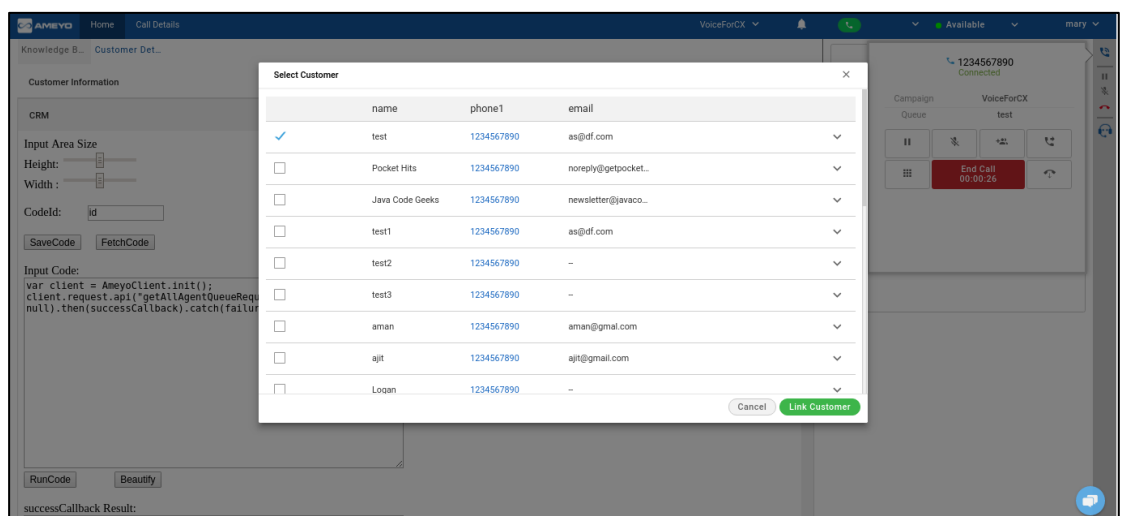 AMEYO Home Call Details VoiceForCX Available mary
Knowledge B... Customer Det...
Customer Information
CRM
Input Area Size
Height:
Width :
CodeId: id
SaveCode FetchCode
Input Code:
var client = AmeyoClient.init();
client.request.api("getAllAgentQueueRequ
null).then(successCallback).catch(failur
RunCode Beautify
successCallback Result:
Select Customer
name phone1 email
test 1234567890 as@df.com
Pocket Hits 1234567890 noreply@getpocket...
Java Code Geeks 1234567890 newsletter@javaco...
test1 1234567890 as@df.com
test2 1234567890 --
test3 1234567890 --
aman 1234567890 aman@gmal.com
ajit 1234567890 ajit@gmail.com
Logan 1234567890 --
Cancel Link Customer
1234567890
Connected
Campaign VoiceForCX
Queue test
End Call
00:00:26